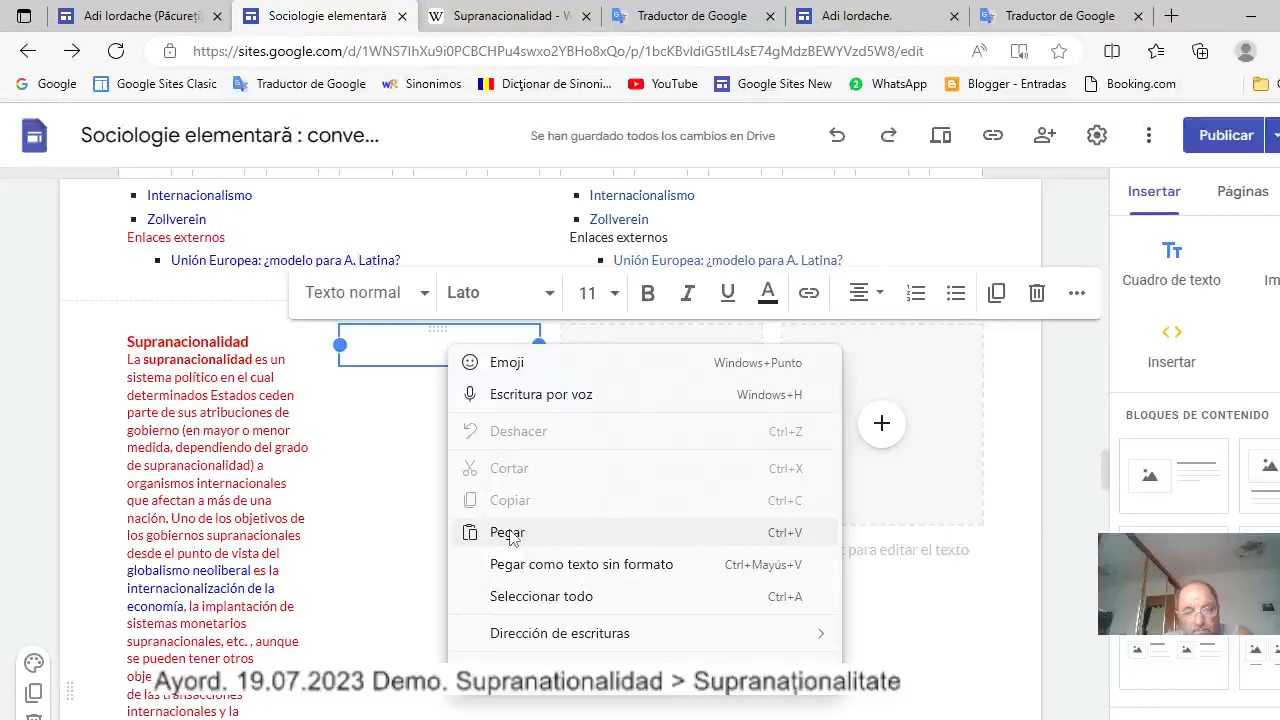 Adi Iordache (Păcureț
Sociologie elementară
Supranacionalidad - W
Traductor de Google
Adi Iordache.
Traductor de Google
https://sites.google.com/d/1WNS7IhXu9i0PCBCHPu4swxo2YBHo8xQo/p/1bcKBvldiG5tIL4sE74gMdzBEWYVzd5W8/edit
Google
Google Sites Clasic
Traductor de Google
Sinonimos
Dicționar de Sinonim...
YouTube
Google Sites New
WhatsApp
Blogger - Entradas
Booking.com
Sociologie elementară : conve...
Se han guardado todos los cambios en Drive
Publicar
Internacionalismo
Zollverein
Enlaces externos
Unión Europea: ¿modelo para A. Latina?
Internacionalismo
Zollverein
Enlaces externos
Unión Europea: ¿modelo para A. Latina?
Insertar
Páginas
Texto normal
Lato
11
Cuadro de texto
Insertar
BLOQUES DE CONTENIDO
Supranacionalidad
La supranacionalidad es un
sistema político en el cual
determinados Estados ceden
parte de sus atribuciones de
gobierno (en mayor o menor
medida, dependiendo del grado
de supranacionalidad) a
organismos internacionales
que afectan a más de una
nación. Uno de los objetivos de
los gobiernos supranacionales
desde el punto de vista del
globalismo neoliberal es la
internacionalización de la
economía, la implantación de
sistemas monetarios
supranacionales, etc. , aunque
se pueden tener otros
obje
de las transacciones
internacionales y la
Emoji Windows+Punto
Escritura por voz Windows+H
Deshacer Ctrl+Z
Cortar Ctrl+X
Copiar Ctrl+C
Pegar Ctrl+V
Pegar como texto sin formato Ctrl+Mayús+V
Seleccionar todo Ctrl+A
Dirección de escrituras
para editar el texto
Ayord. 19.07.2023 Demo. Supranacionalidad > Supranaționalitate